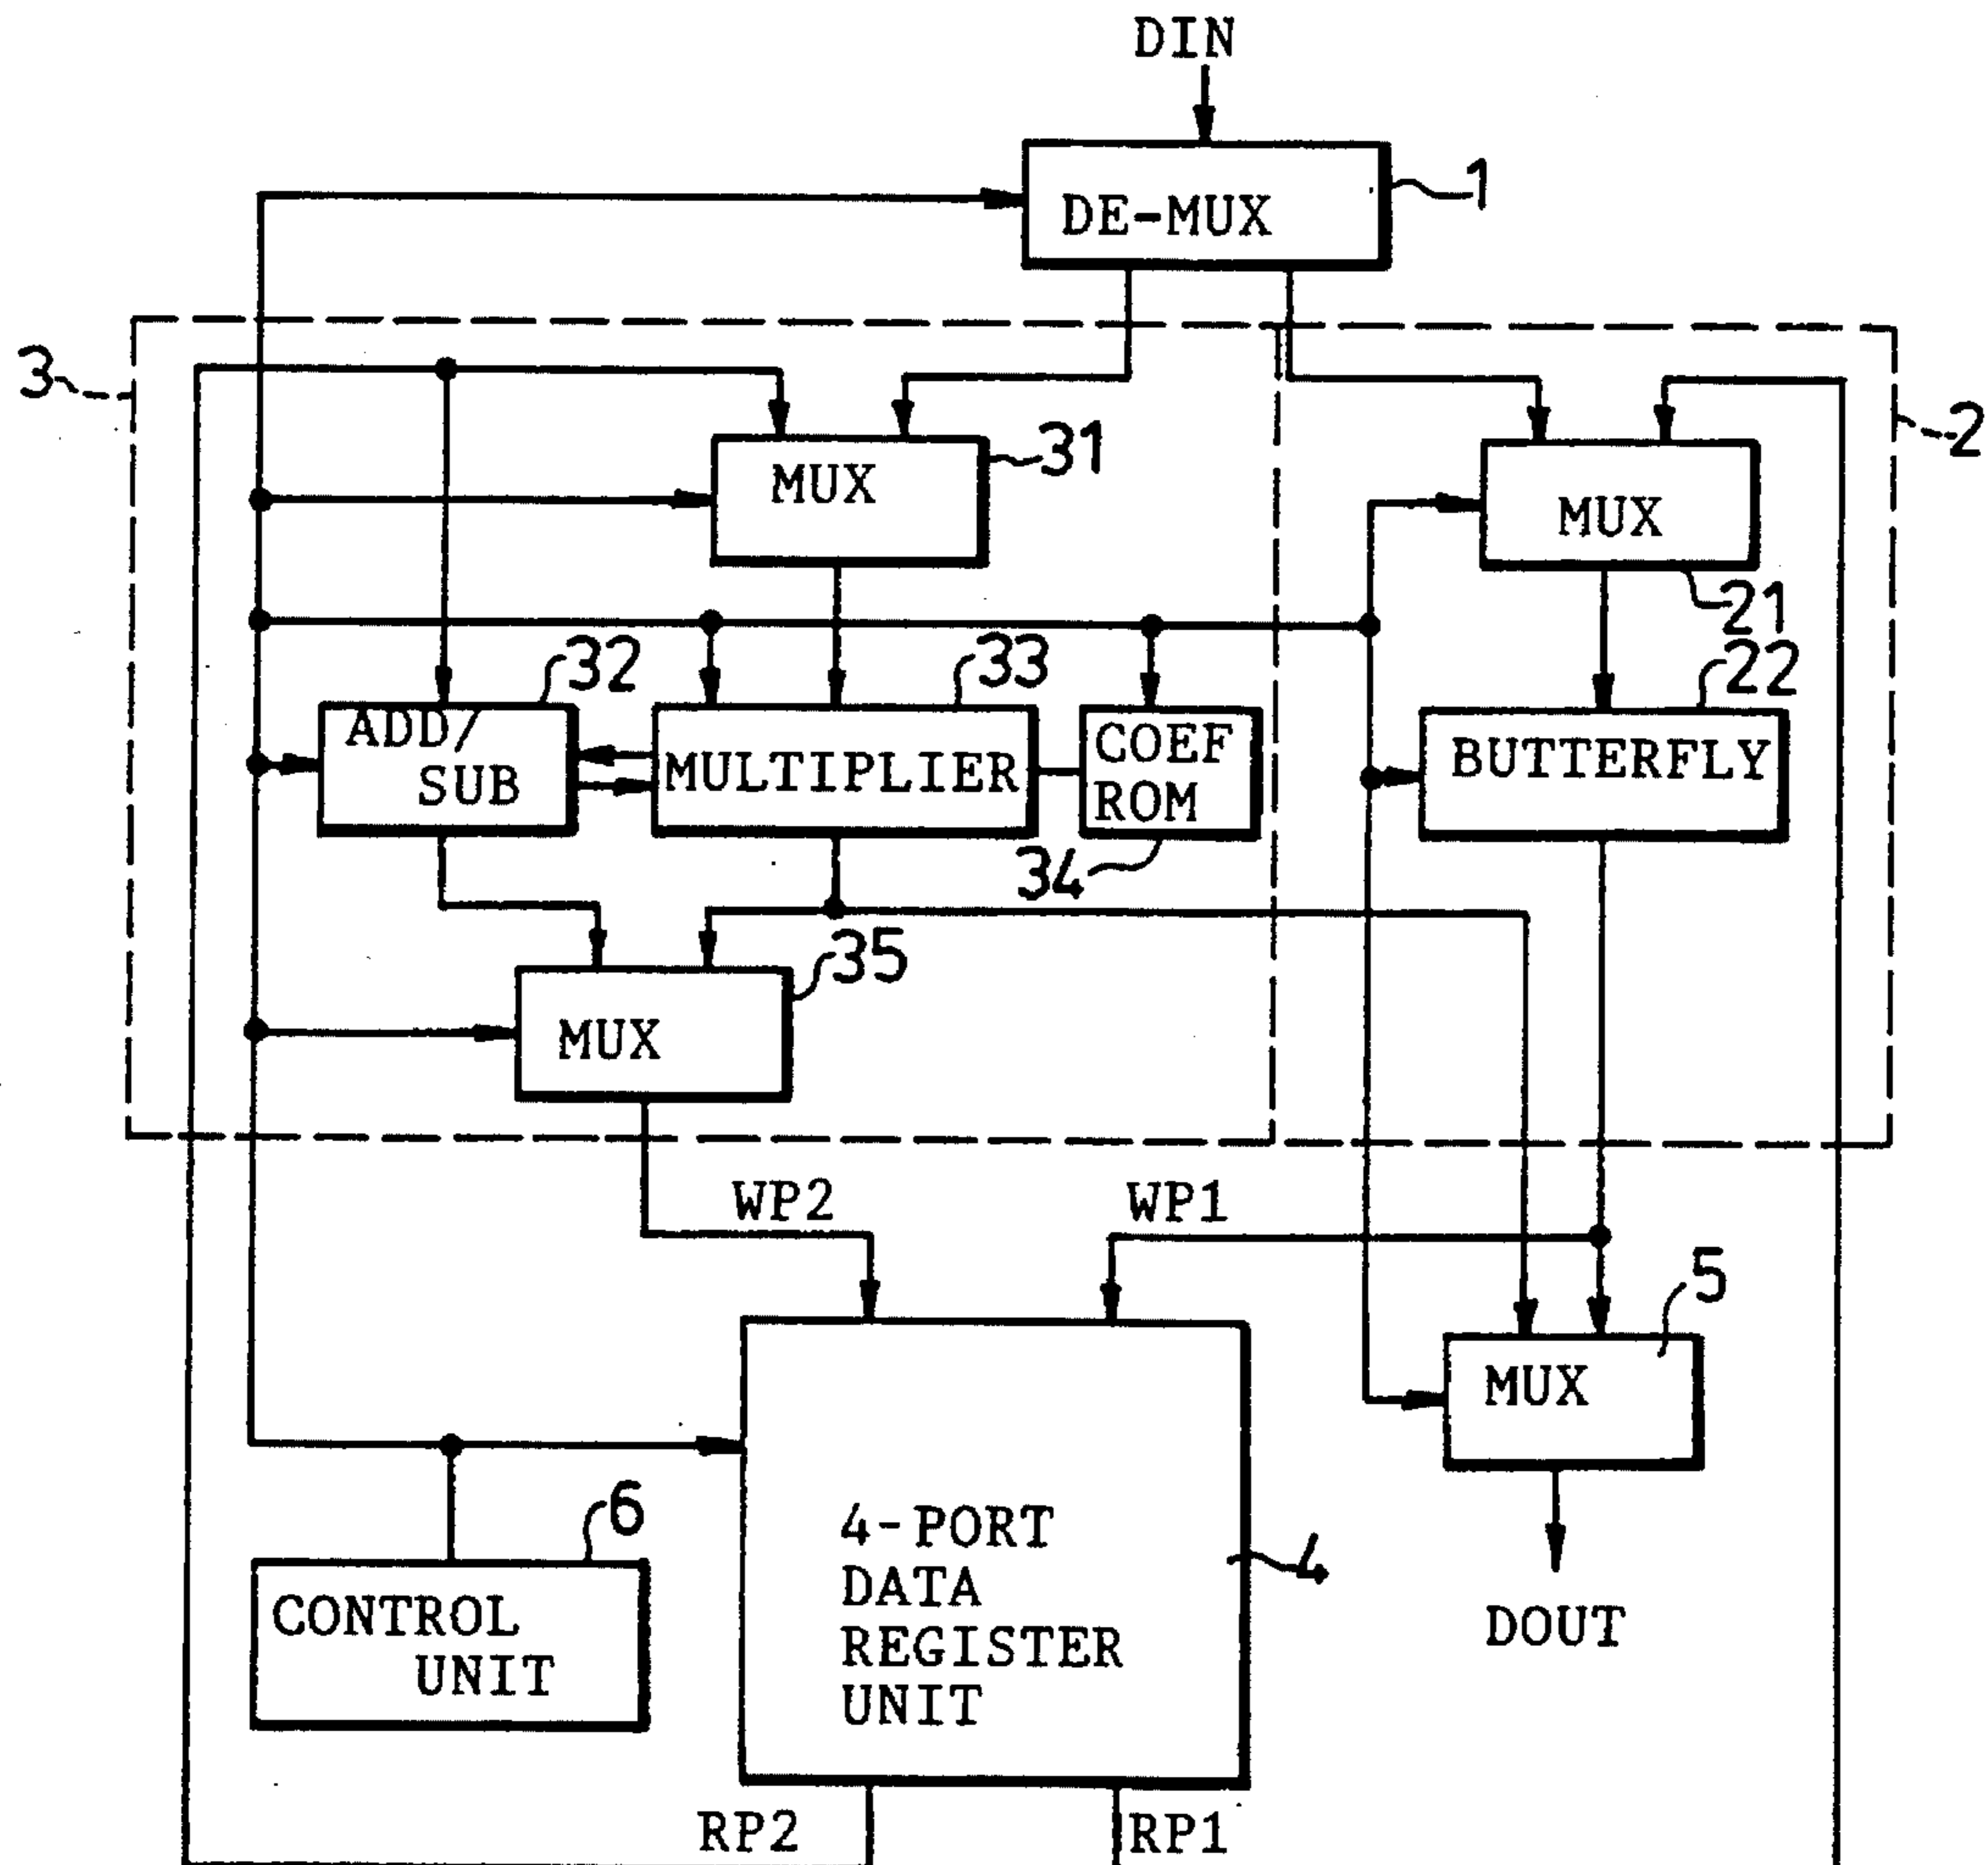 DIN
DE-MUX
1
3
2
MUX
31
MUX
21
32
33
22
ADD/
SUB
MULTIPLIER
COEF
ROM
BUTTERFLY
34
35
MUX
WP2
WP1
5
MUX
6
CONTROL
UNIT
4-PORT
DATA
REGISTER
UNIT
4
DOUT
RP2
RP1